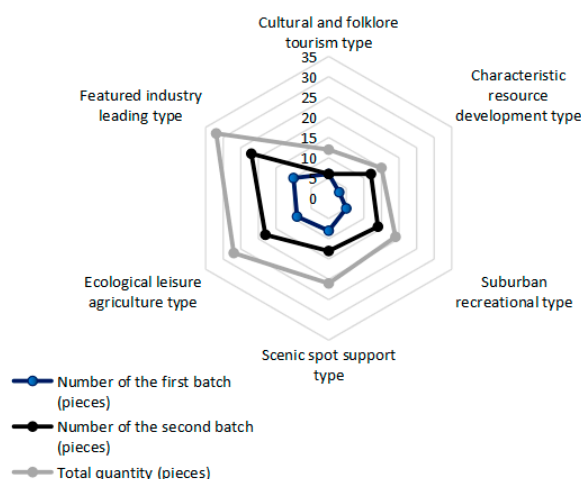 Cultural and folklore
tourism type
35
30
25
20
15
10
5
0
Characteristic
resource
development type
Suburban
recreational type
Scenic spot support
type
Ecological leisure
agriculture type
Featured industry
leading type
Number of the first batch
(pieces)
Number of the second batch
(pieces)
Total quantity (pieces)